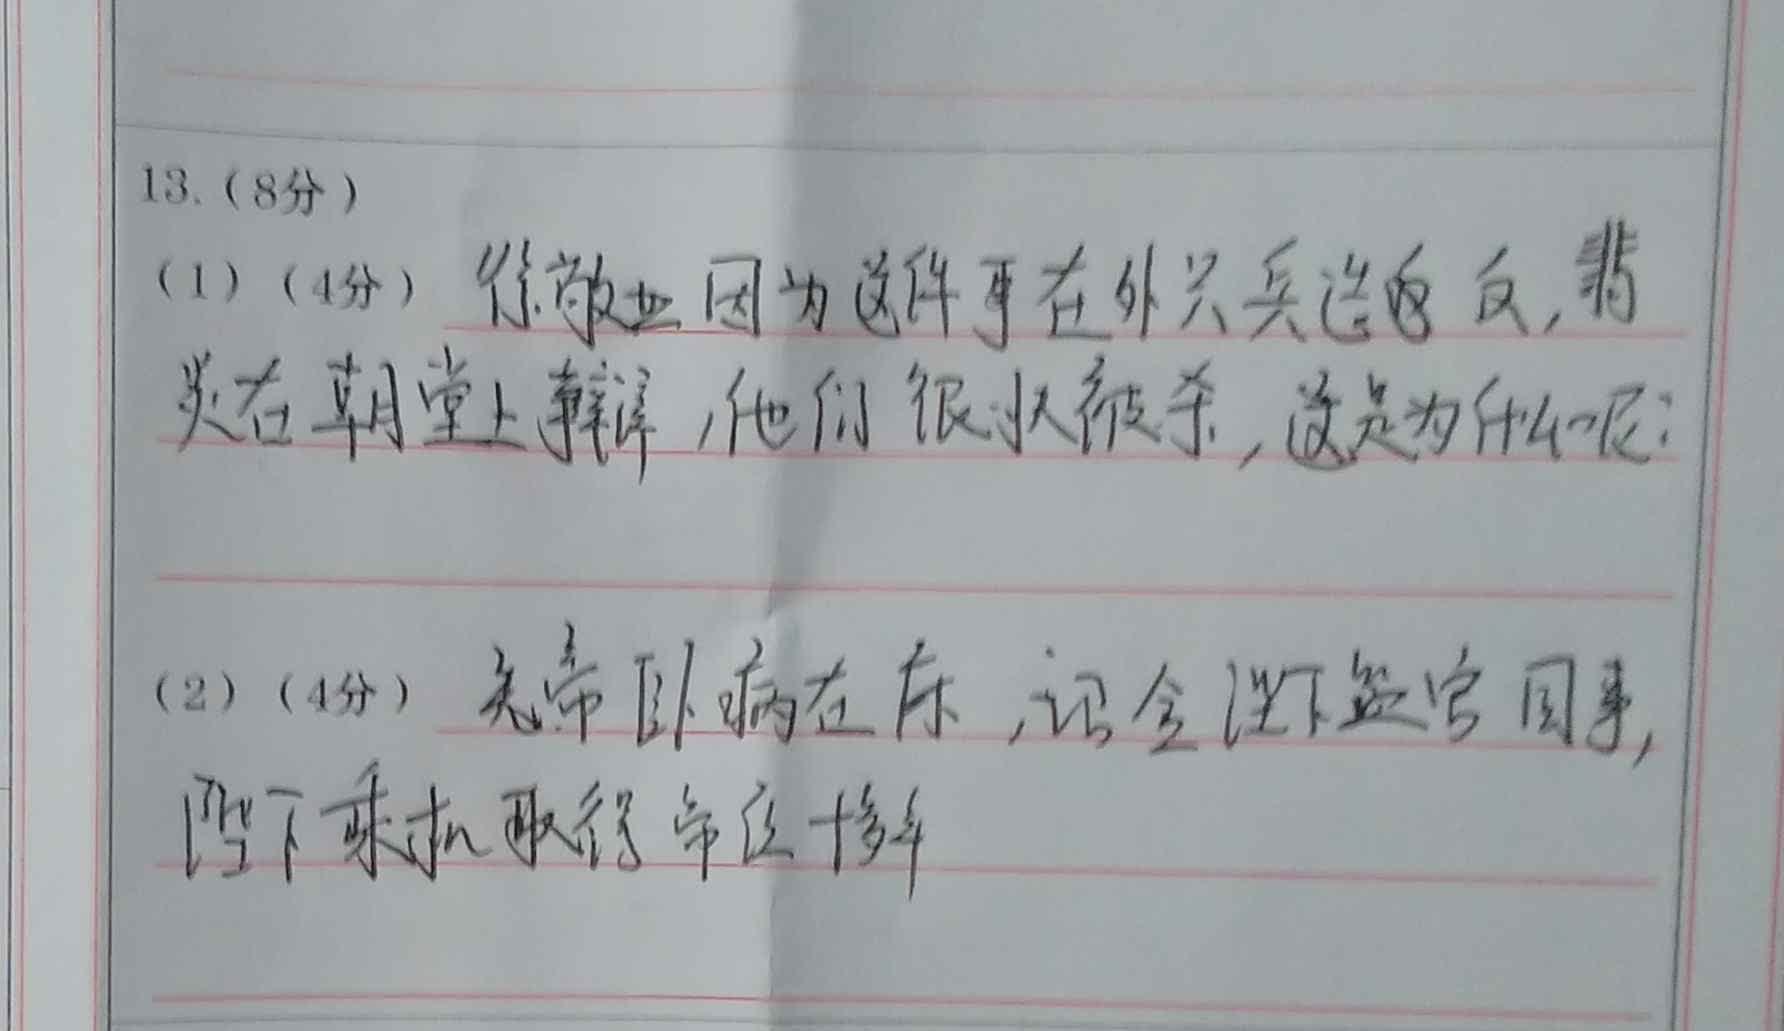 13.（8分）
（1）（4分）徐敬业因为这件事在外兴兵造反，裴
炎在朝堂上辩译，他们很快被杀，这是为什么呢：
（2）（4分）先帝卧病在床，诏令陛下监官国事，
陛下乘机取得帝位十多年